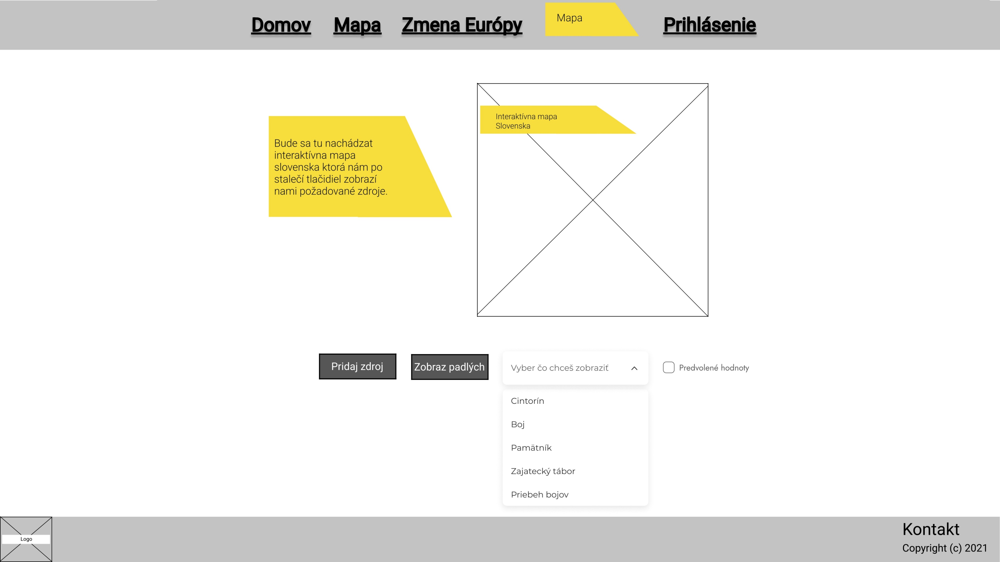 Domov
Mapa
Zmena Európy
Mapa
Prihlásenie
Interaktívna mapa
Slovenska
Bude sa tu nachádzat
interaktívna mapa
slovenska ktorá nám po
stalečí tlačidiel zobrazí
nami požadované zdroje.
Pridaj zdroj
Zobraz padlých
Vyber čo chceš zobraziť
Predvolené hodnoty
Cintorín
Boj
Pamätník
Zajatecký tábor
Priebeh bojov
Logo
Kontakt
Copyright (c) 2021